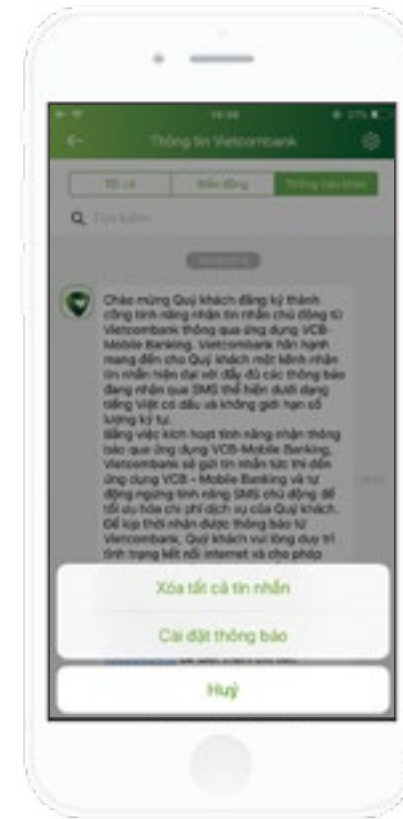 Thông tin Vietcombank
Tất cả
Biến động
Thông báo khác
Tìm kiếm
Chào mừng Quý khách đăng ký thành
công tính năng nhận tin nhắn chủ động từ
Vietcombank thông qua ứng dụng VCB-
Mobile Banking. Vietcombank hân hạnh
mang đến cho Quý khách một kênh nhận
tin nhắn hiện đại với đầy đủ các thông báo
đang nhận qua SMS thể hiện dưới dạng
tiếng Việt có dấu và không giới hạn số
lượng ký tự.
Bằng việc kích hoạt tính năng nhận thông
báo qua ứng dụng VCB-Mobile Banking,
Vietcombank sẽ gửi tin nhắn tức thì đến
ứng dụng VCB - Mobile Banking và tự
động ngừng tính năng SMS chủ động để
tối ưu hóa chi phí dịch vụ của Quý khách.
Để kịp thời nhận được thông báo từ
Vietcombank, Quý khách vui lòng duy trì
tình trạng kết nối internet và cho phép
Xóa tất cả tin nhắn
Cài đặt thông báo
Huỷ